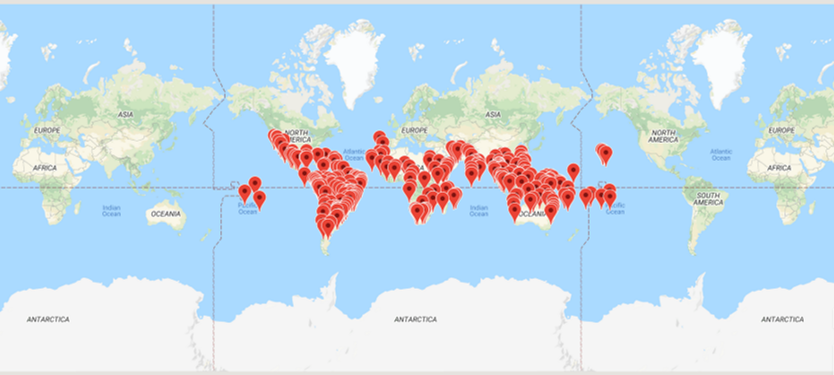 ASIA
NORTH
AMERICA
ASIA
NORTH
AMERICA
EUROPE
Atlantic
Ocean
EUROPE
EUROPE
Atlantic
Ocean
AFRICA
AFRICA
Indian
Ocean
OCEANIA
Pacific
Ocean
Indian
Ocean
OCEANIA
Pacific
Ocean
SOUTH
AMERICA
ANTARCTICA
ANTARCTICA
ANTARCTICA